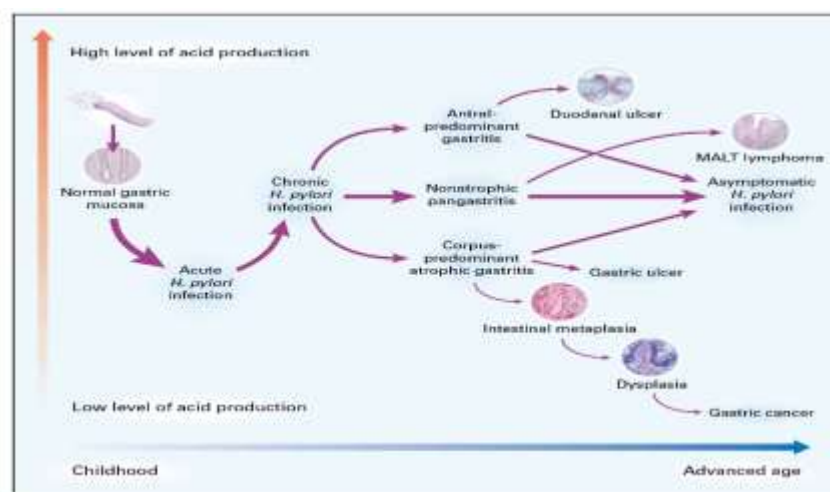 High level of acid production
Normal gastric
mucosa
Acute
H. pylori
infection
Chronic
H. pylori
infection
Antral-
predominant
gastritis
Duodenal ulcer
MALT lymphoma
Nonatrophic
pangastritis
Asymptomatic
H. pylori
infection
Corpus-
predominant
atrophic gastritis
Gastric ulcer
Intestinal metaplasia
Dysplasia
Gastric cancer
Low level of acid production
Childhood
Advanced age